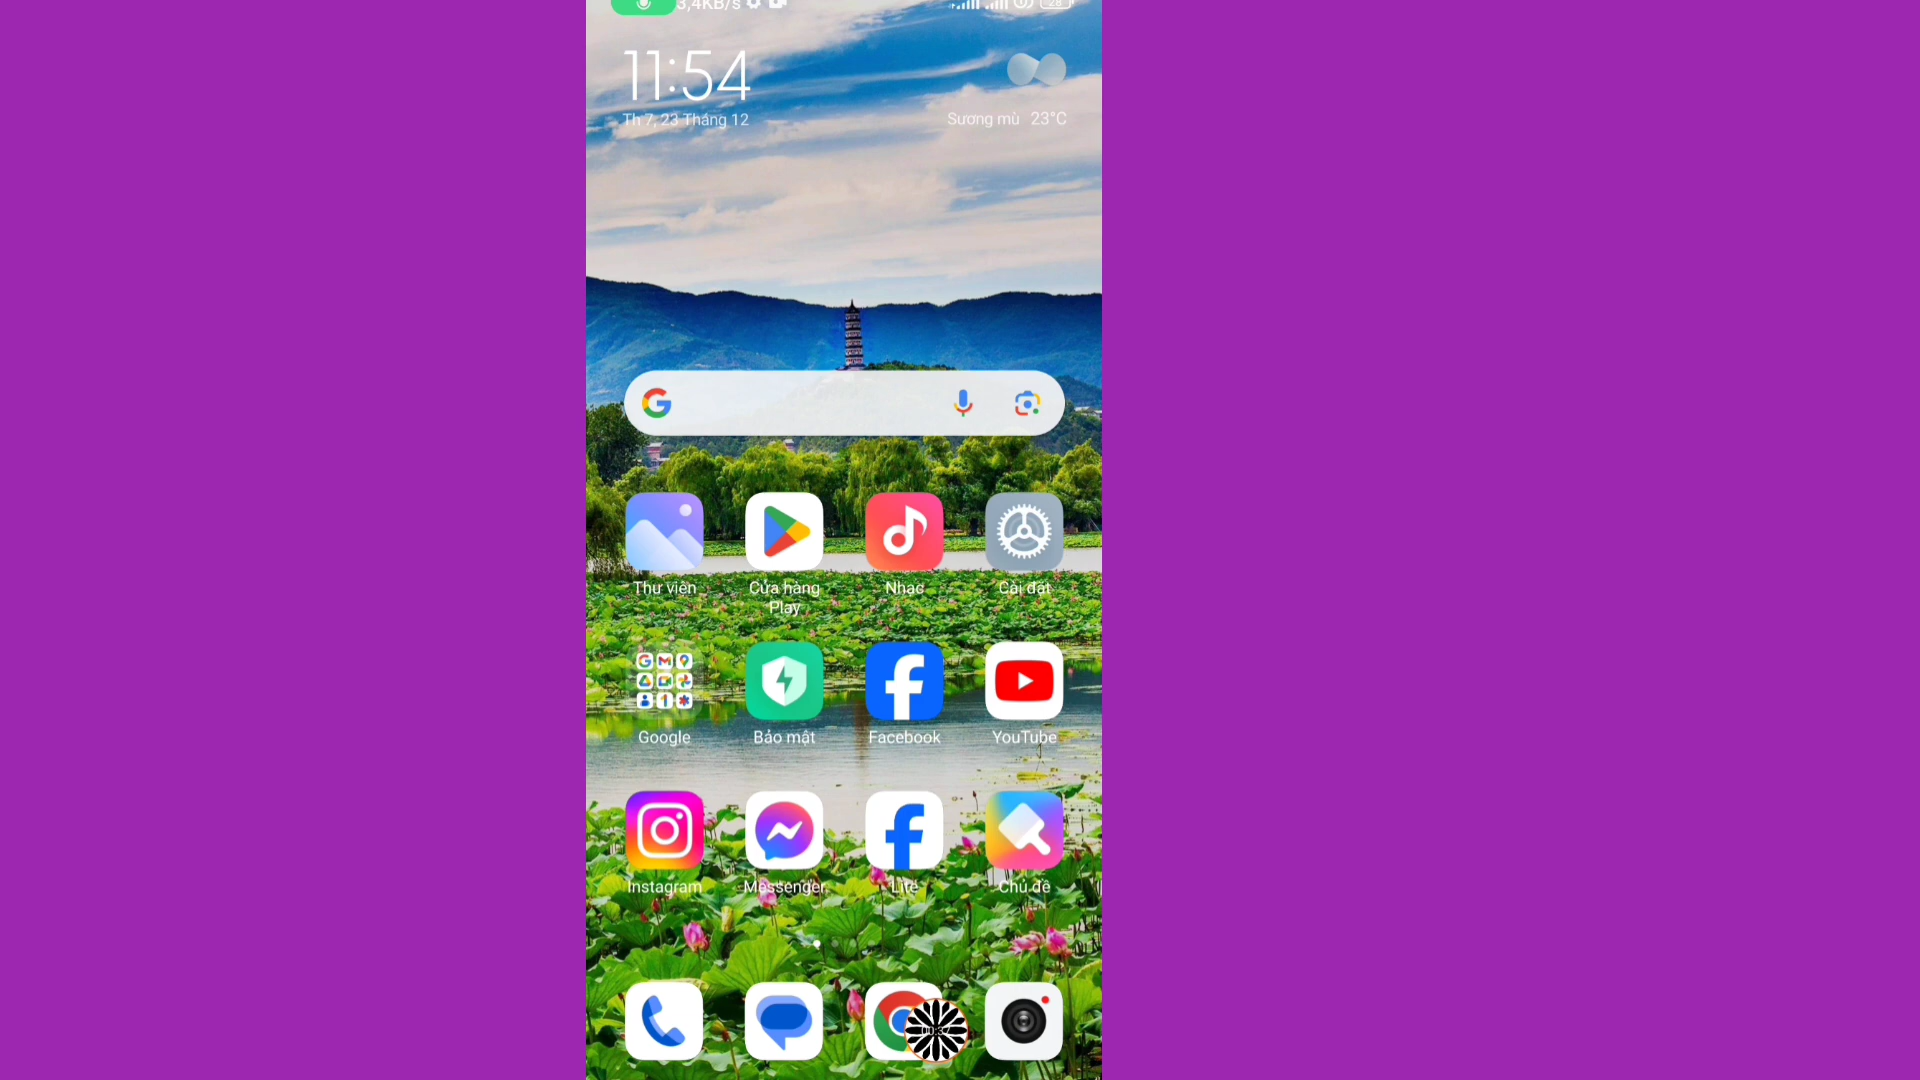 3,4KB/s
28
11:54
Th 7, 23 Tháng 12
Sương mù 23°C
Thư viện
Cửa hàng Play
Nhạc
Cài đặt
Google
Bảo mật
Facebook
YouTube
Instagram
Messenger
Lite
Chủ đề